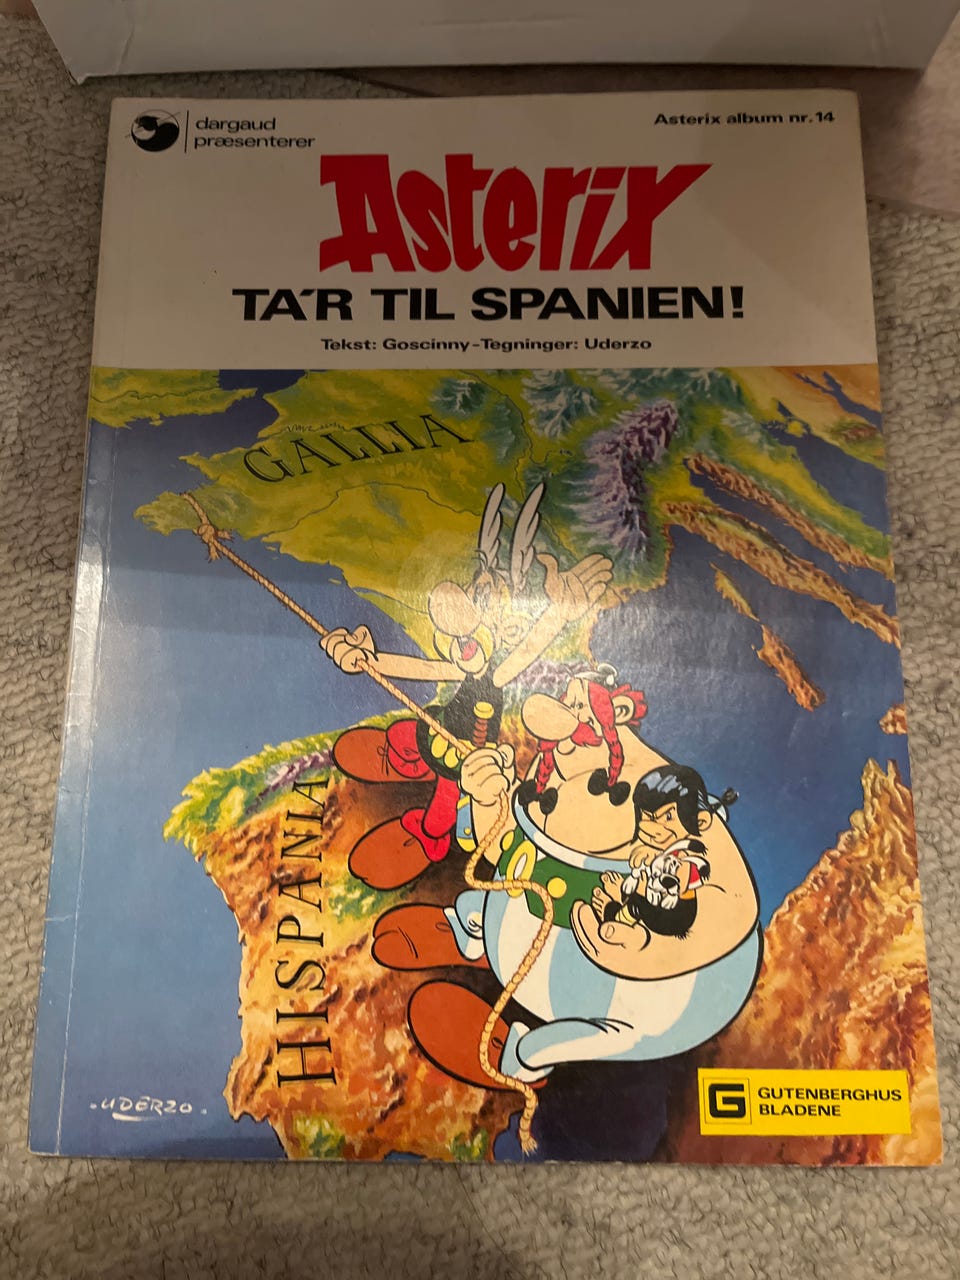 dargaud
præsenterer
Asterix album nr. 14
Asterix
TA'R TIL SPANIEN!
Tekst: Goscinny-Tegninger: Uderzo
GALLIA
HISPANIA
·UDERZO·
G GUTENBERGHUS
BLADENE